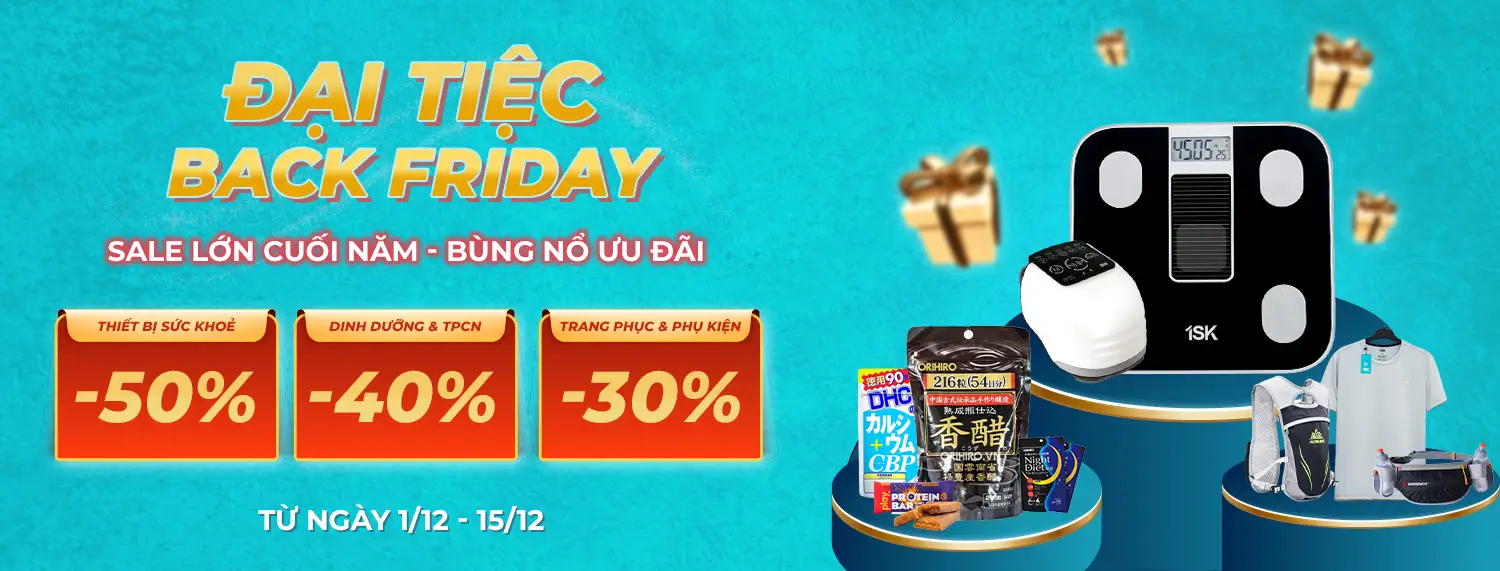 ĐẠI TIỆC
BACK FRIDAY
SALE LỚN CUỐI NĂM - BÙNG NỔ ƯU ĐÃI
THIẾT BỊ SỨC KHOẺ
-50%
DINH DƯỠNG & TPCN
-40%
TRANG PHỤC & PHỤ KIỆN
-30%
TỪ NGÀY 1/12 - 15/12
4505
25
1SK
徳用90
DHC
カルシ
+ウム
CBP
ORIHIRO
216粒(54日分)
中国古式伝承品手作り醸造
熟成瓶仕込
香醋
ORIHIRO.VN
play
PROTEIN
BAR
Night
Diet